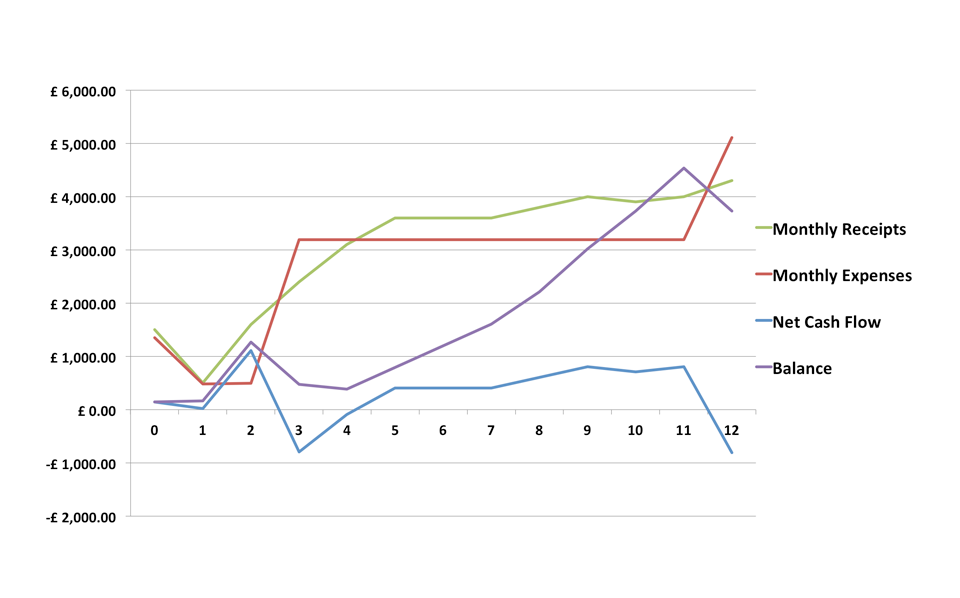 £ 6,000.00
£ 5,000.00
£ 4,000.00
£ 3,000.00
£ 2,000.00
£ 1,000.00
£ 0.00
-£ 1,000.00
-£ 2,000.00
0 1 2 3 4 5 6 7 8 9 10 11 12
Monthly Receipts
Monthly Expenses
Net Cash Flow
Balance